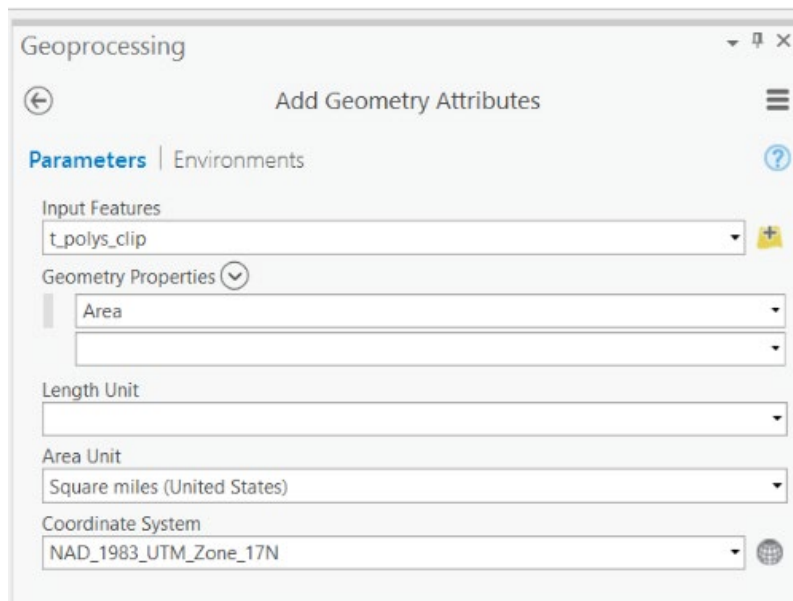 Geoprocessing
Add Geometry Attributes
Parameters | Environments
Input Features
t_polys_clip
Geometry Properties
Area
Length Unit
Area Unit
Square miles (United States)
Coordinate System
NAD_1983_UTM_Zone_17N